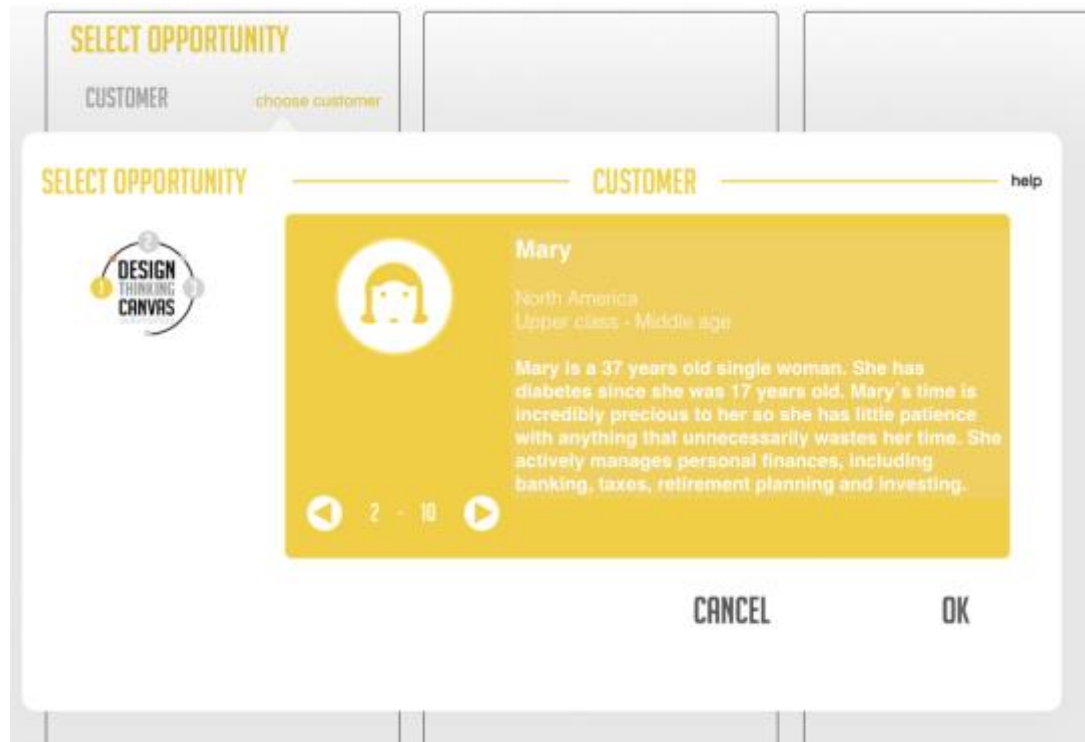 SELECT OPPORTUNITY
CUSTOMER choose customer
SELECT OPPORTUNITY
CUSTOMER
help
2
1
3
DESIGN
THINKING
CANVAS
Mary
North America
Upper class - Middle age
Mary is a 37 years old single woman. She has
diabetes since she was 17 years old. Mary´s time is
incredibly precious to her so she has little patience
with anything that unnecessarily wastes her time. She
actively manages personal finances, including
banking, taxes, retirement planning and investing.
2 - 10
CANCEL OK